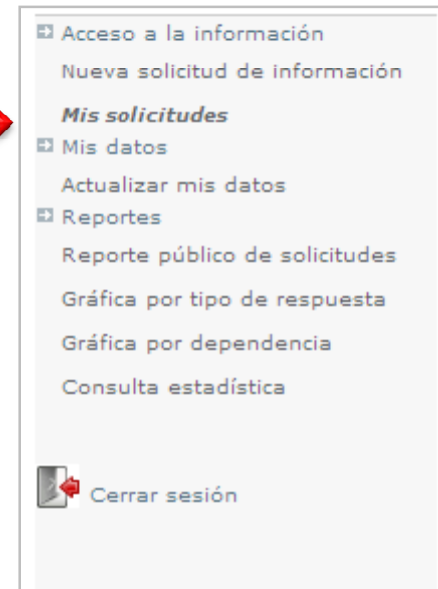 Acceso a la información
Nueva solicitud de información
Mis solicitudes
Mis datos
Actualizar mis datos
Reportes
Reporte público de solicitudes
Gráfica por tipo de respuesta
Gráfica por dependencia
Consulta estadística
Cerrar sesión